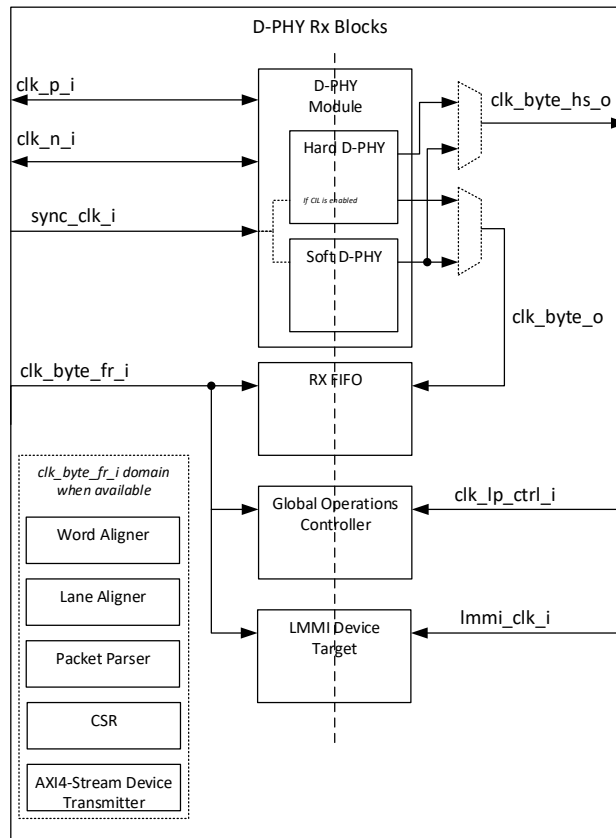 D-PHY Rx Blocks
clk_p_i
D-PHY
Module
clk_byte_hs_o
Hard D-PHY
clk_n_i
If CIL is enabled
sync_clk_i
Soft D-PHY
clk_byte_o
clk_byte_fr_i
RX FIFO
clk_byte_fr_i domain
when available
Global Operations
Controller
clk_lp_ctrl_i
Word Aligner
Lane Aligner
LMMI Device
Target
lmmi_clk_i
Packet Parser
CSR
AXI4-Stream Device
Transmitter